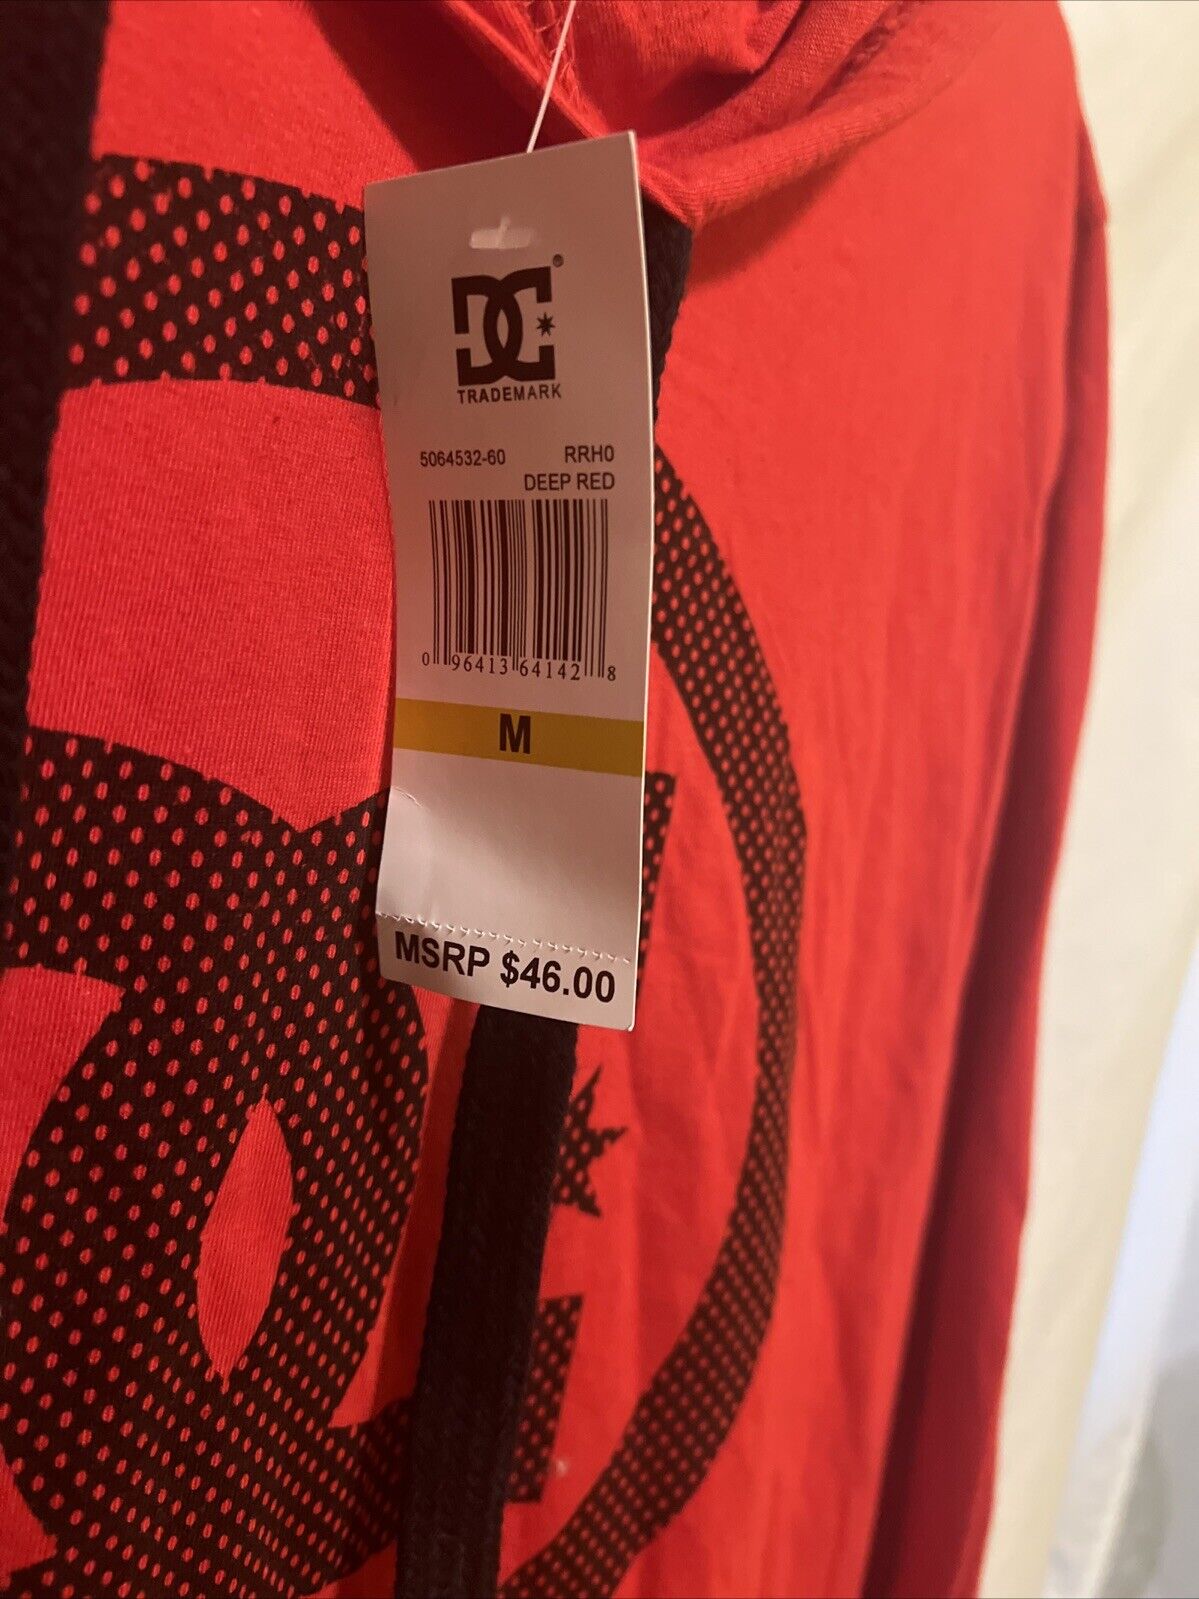 DC®
TRADEMARK
5064532-60 RRH0
DEEP RED
0 96413 64142 8
M
MSRP $46.00